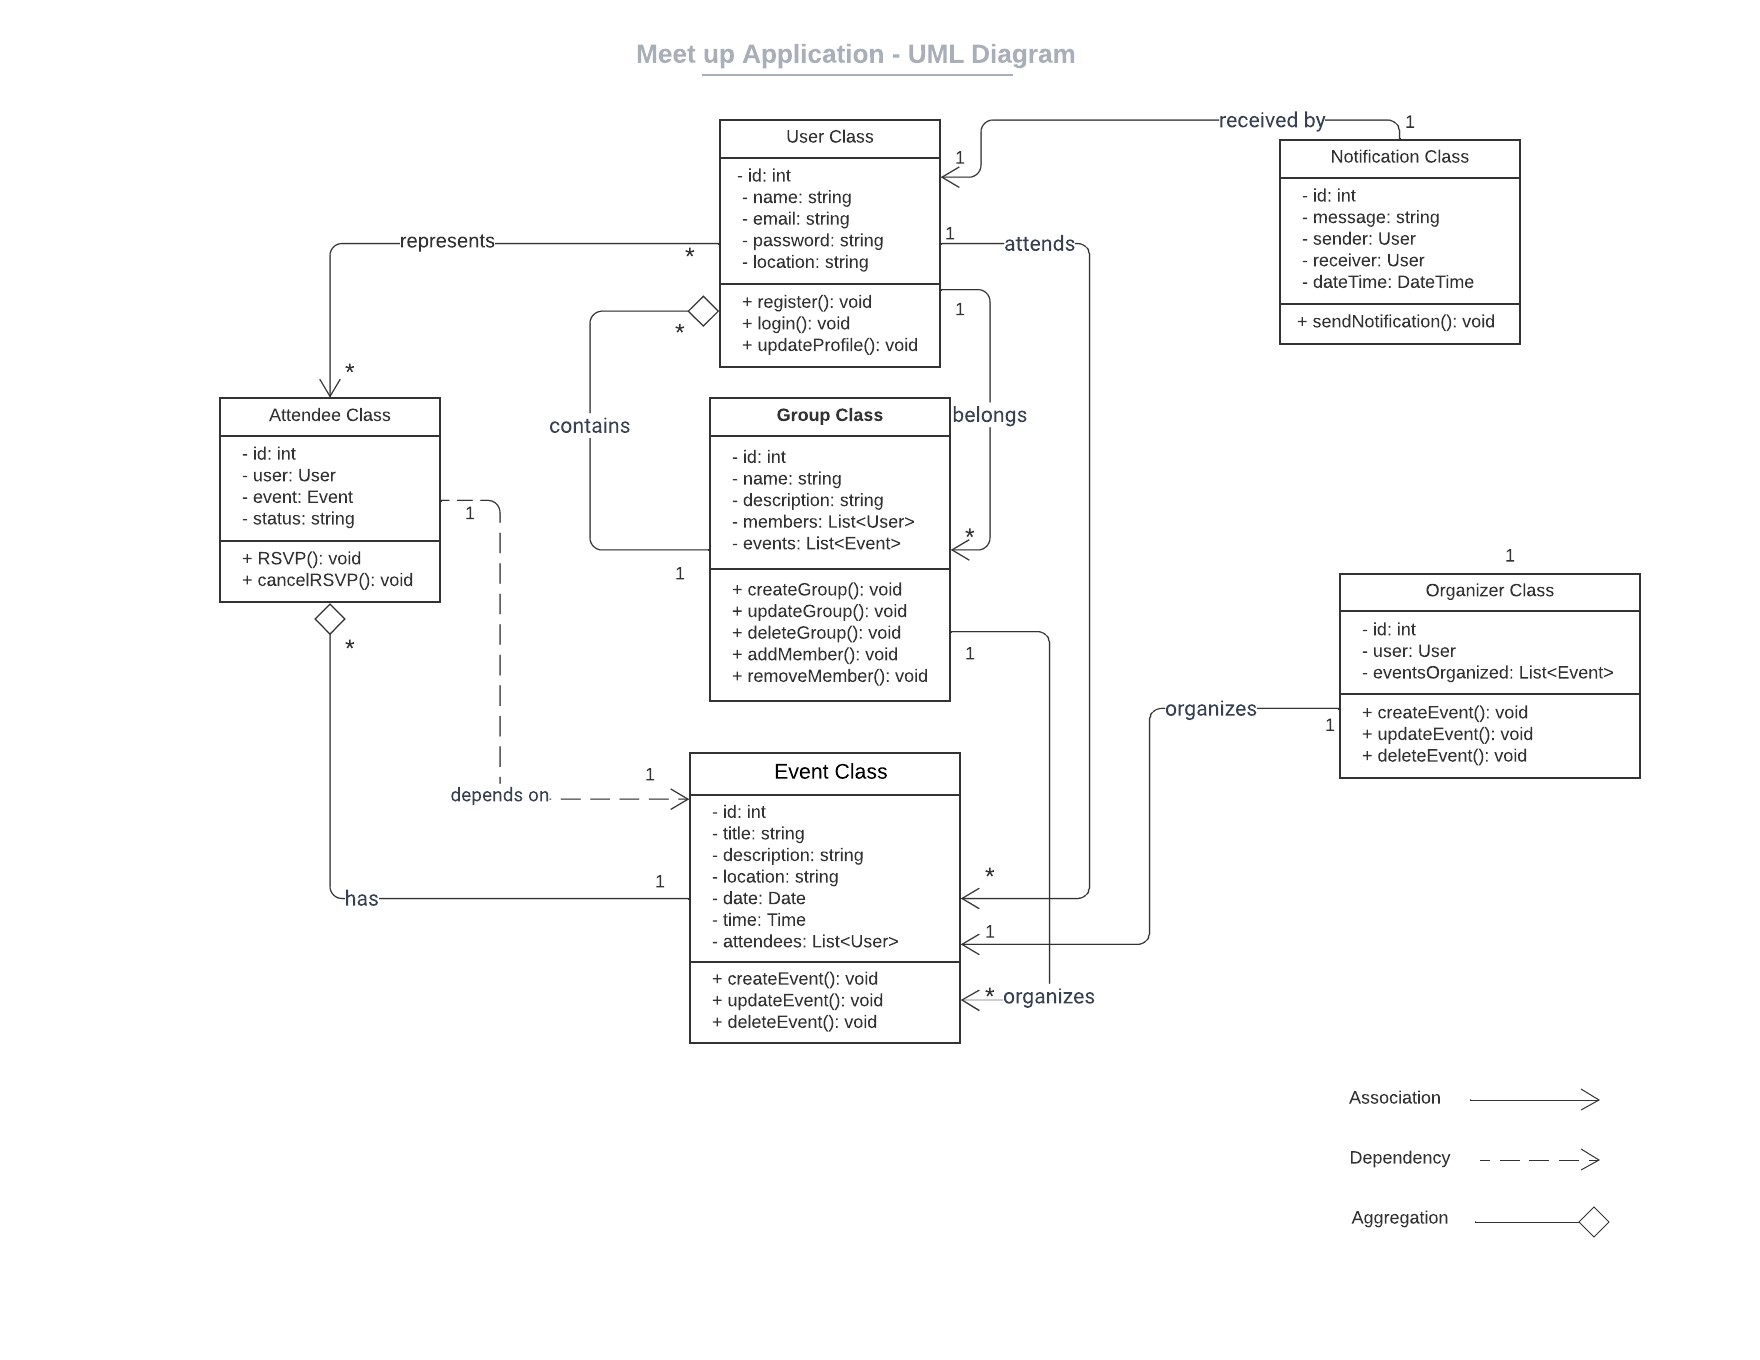 Meet up Application - UML Diagram
User Class
- id: int
- name: string
- email: string
- password: string
- location: string
+ register(): void
+ login(): void
+ updateProfile(): void
received by
1
1
Notification Class
- id: int
- message: string
- sender: User
- receiver: User
- dateTime: DateTime
+ sendNotification(): void
represents
*
*
1
attends
*
1
belongs
*
*
contains
1
Attendee Class
- id: int
- user: User
- event: Event
- status: string
+ RSVP(): void
+ cancelRSVP(): void
1
depends on
1
*
has
1
Group Class
- id: int
- name: string
- description: string
- members: List<User>
- events: List<Event>
+ createGroup(): void
+ updateGroup(): void
+ deleteGroup(): void
+ addMember(): void
+ removeMember(): void
1
* organizes
1
Organizer Class
- id: int
- user: User
- eventsOrganized: List<Event>
+ createEvent(): void
+ updateEvent(): void
+ deleteEvent(): void
organizes
1
1
Event Class
- id: int
- title: string
- description: string
- location: string
- date: Date
- time: Time
- attendees: List<User>
+ createEvent(): void
+ updateEvent(): void
+ deleteEvent(): void
Association
Dependency
Aggregation